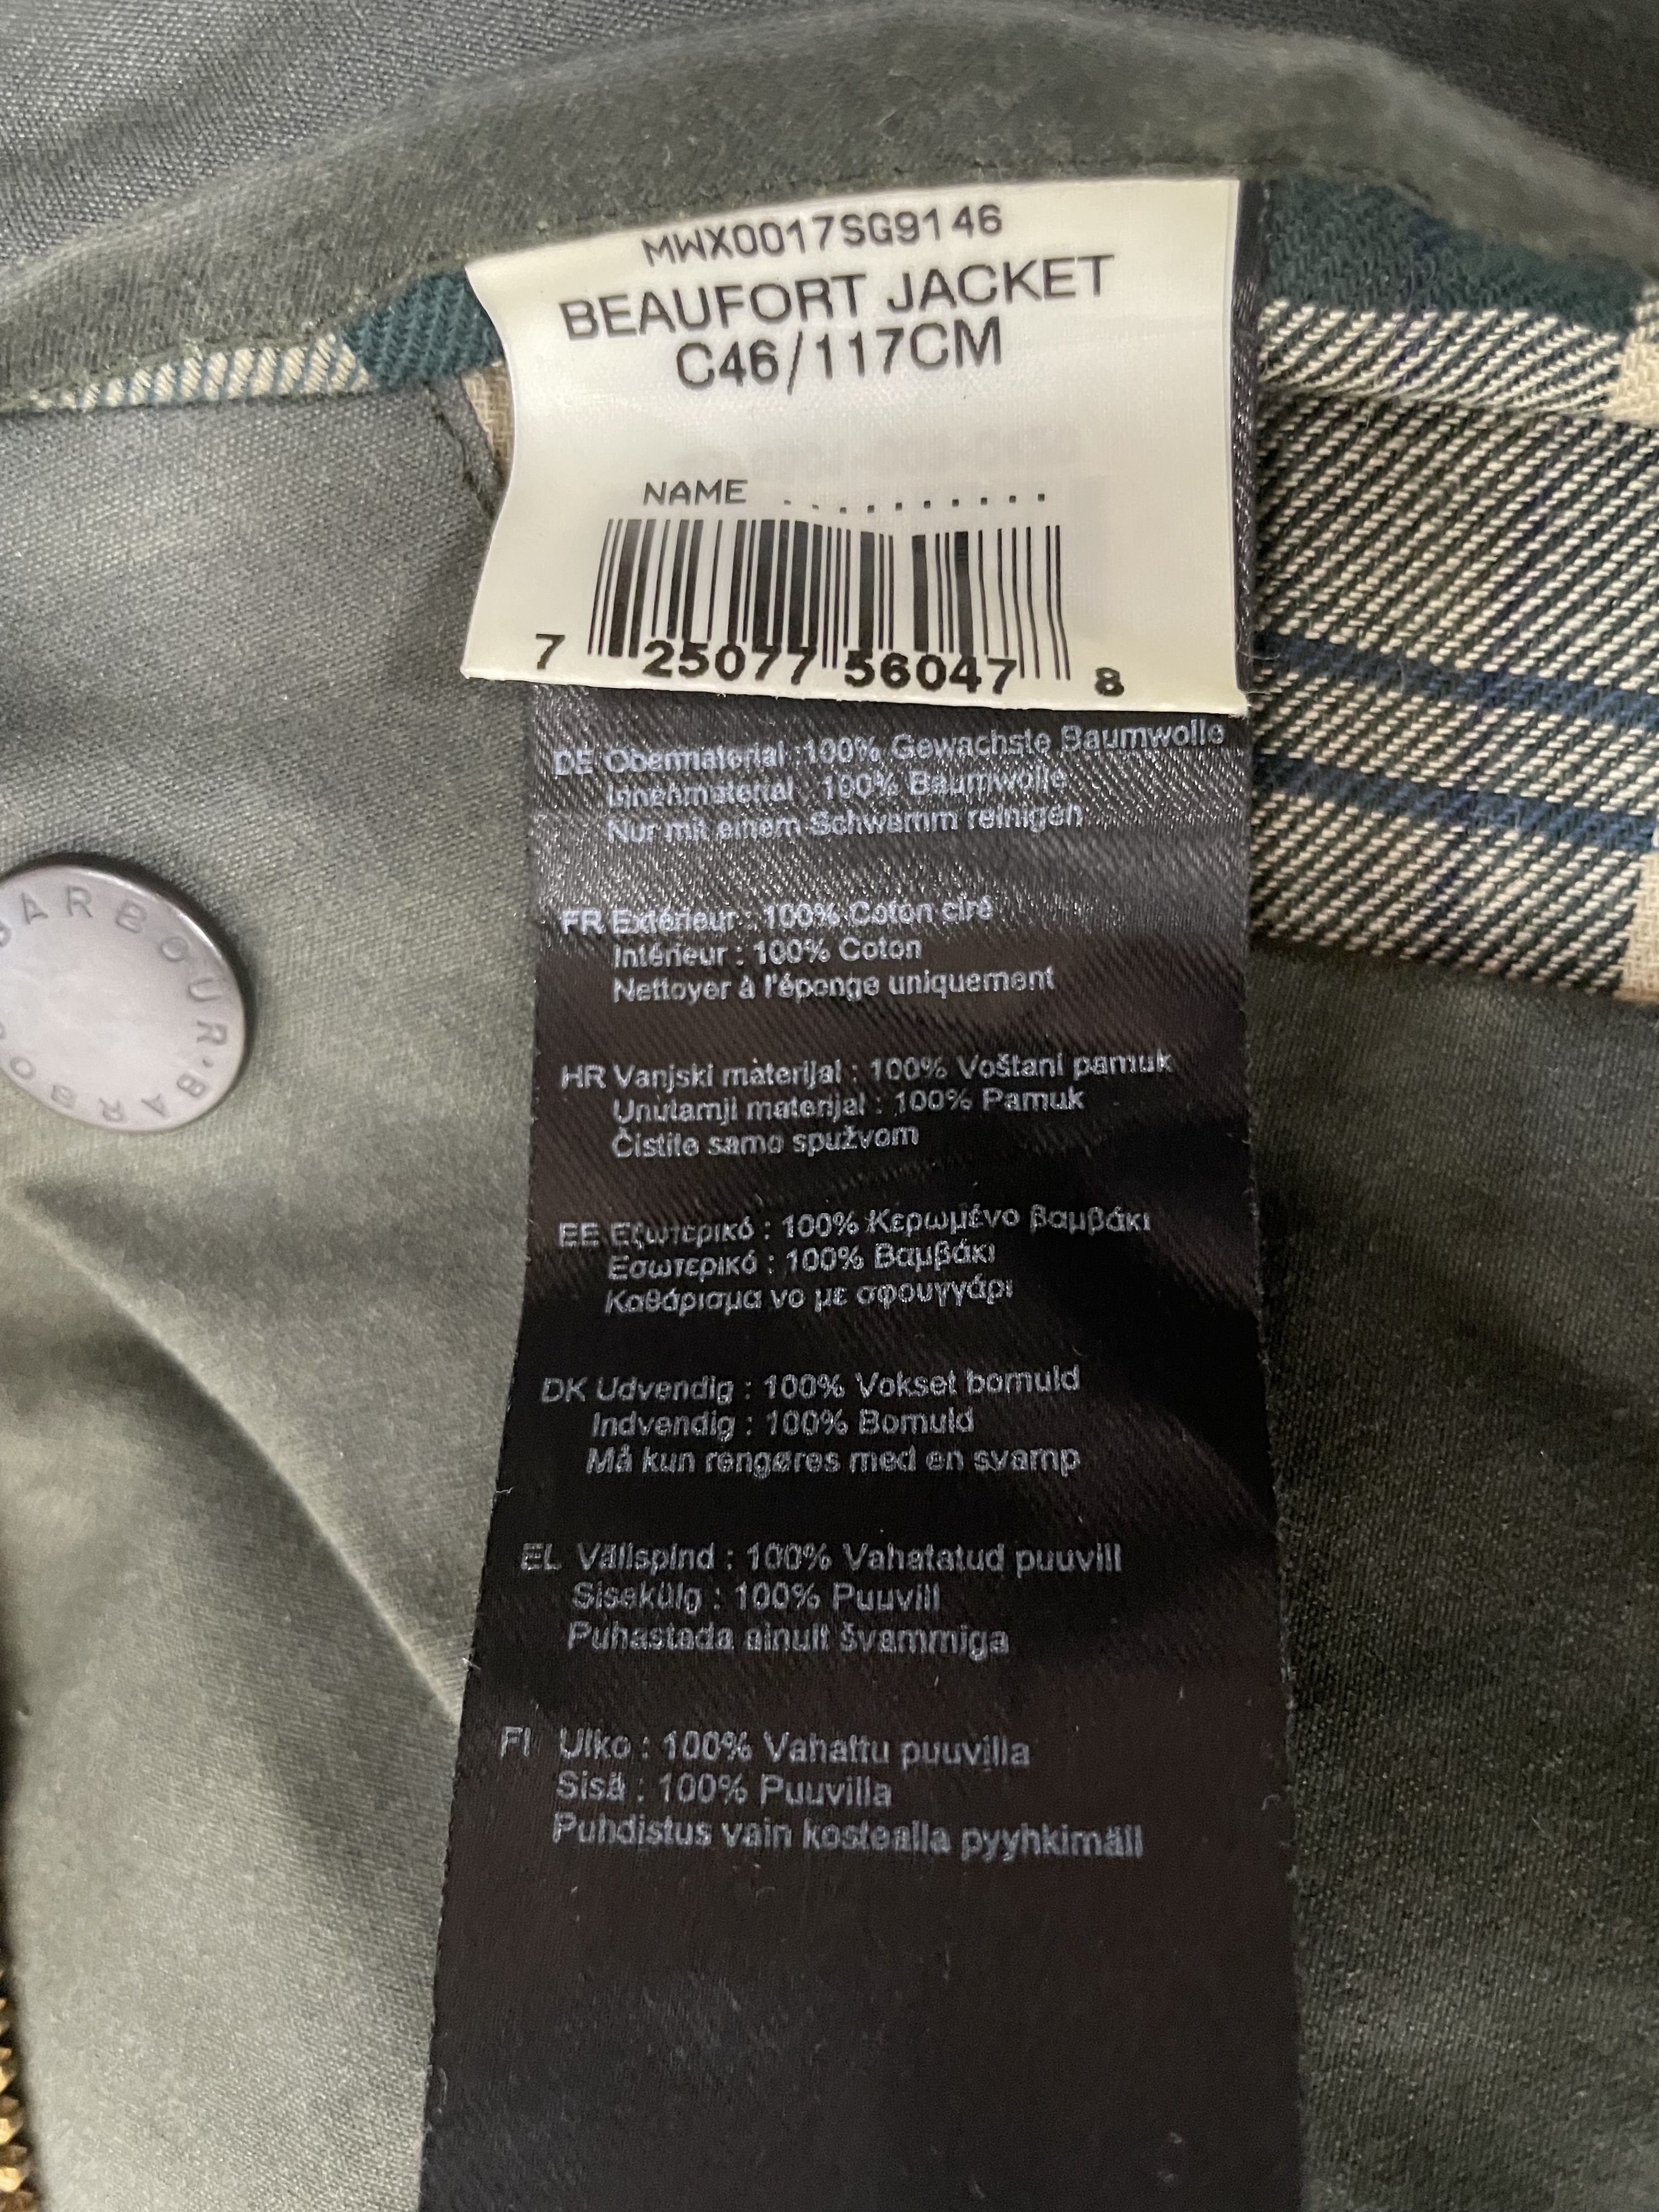 MWX0017SG9146
BEAUFORT JACKET
C46/117CM
NAME ..........
7 25077 56047 8
DE Obermaterial : 100% Gewachste Baumwolle
Innenmaterial : 100% Baumwolle
Nur mit einem Schwamm reinigen
FR Extérieur : 100% Coton ciré
Intérieur : 100% Coton
Nettoyer à l'éponge uniquement
HR Vanjski materijal : 100% Voštani pamuk
Unutarnji materijal : 100% Pamuk
Čistite samo spužvom
EE Εξωτερικό : 100% Κερωμένο βαμβάκι
Εσωτερικό : 100% Βαμβάκι
Καθάρισμα νο με σφουγγάρι
DK Udvendig : 100% Vokset bomuld
Indvendig : 100% Bomuld
Må kun rengøres med en svamp
EL Välispind : 100% Vahatatud puuvill
Sisekülg : 100% Puuvill
Puhastada ainult švammiga
FI Ulko : 100% Vahattu puuvilla
Sisä : 100% Puuvilla
Puhdistus vain kostealla pyyhkimäll
BARBOUR·BARBO